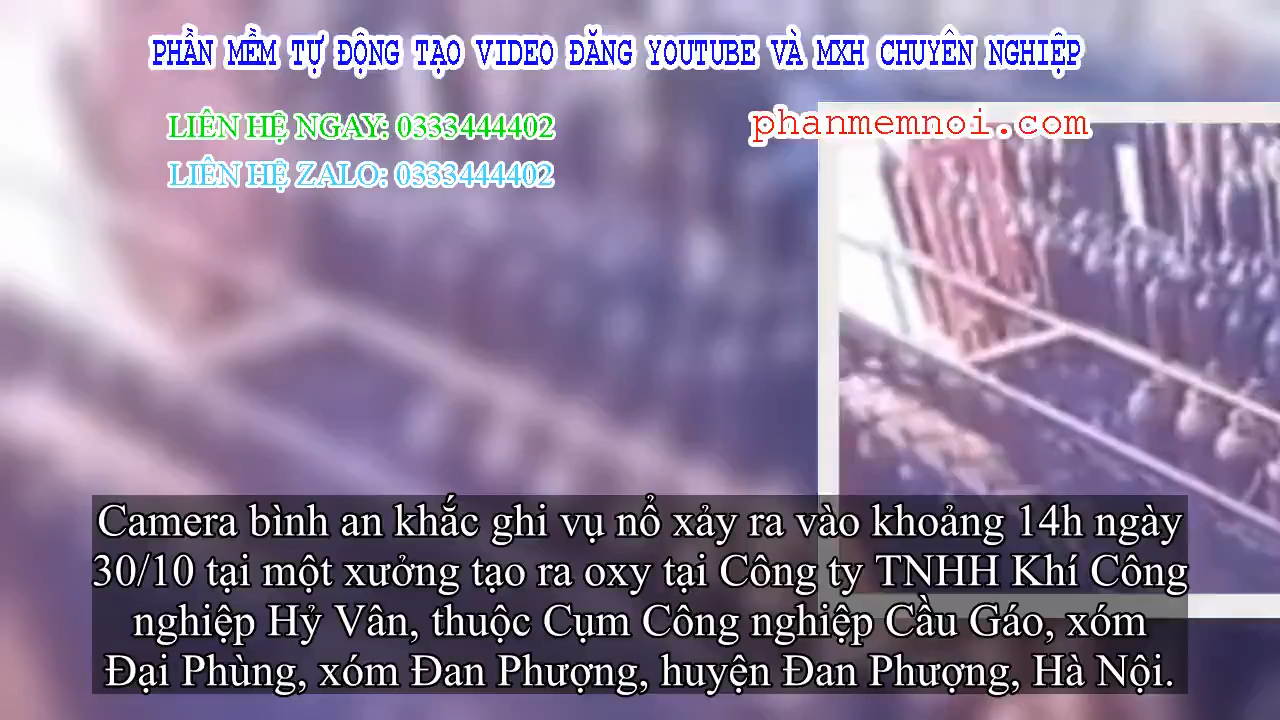 PHẦN MỀM TỰ ĐỘNG TẠO VIDEO ĐĂNG YOUTUBE VÀ MXH CHUYÊN NGHIỆP
LIÊN HỆ NGAY: 0333444402
phanmemnoi.com
LIÊN HỆ ZALO: 0333444402
Camera bình an khắc ghi vụ nổ xảy ra vào khoảng 14h ngày
30/10 tại một xưởng tạo ra oxy tại Công ty TNHH Khí Công
nghiệp Hỷ Vân, thuộc Cụm Công nghiệp Cầu Gáo, xóm
Đại Phùng, xóm Đan Phượng, huyện Đan Phượng, Hà Nội.